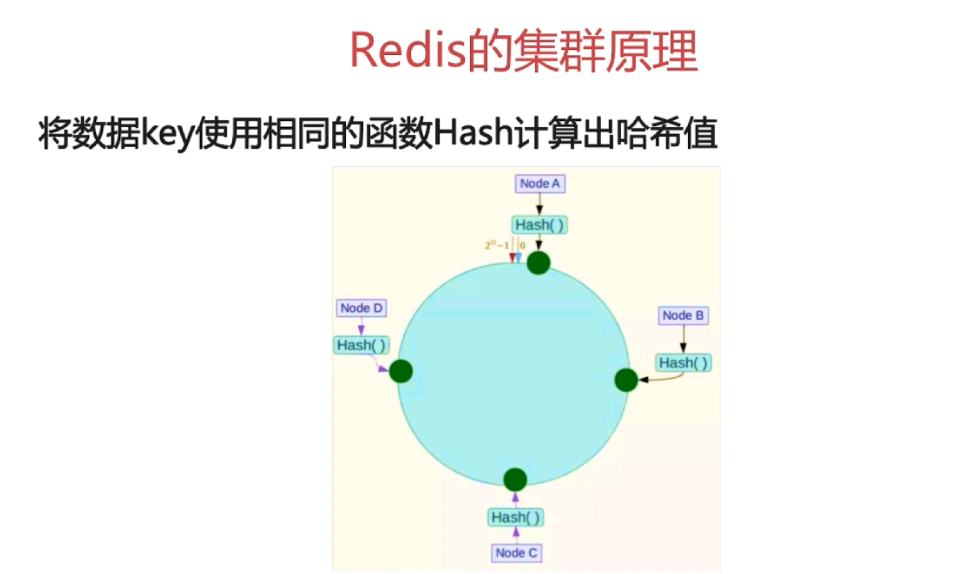 Redis的集群原理
将数据key使用相同的函数Hash计算出哈希值
Node A
Hash( )
2³²−1 0
Node D
Hash( )
Node B
Hash( )
Hash( )
Node C